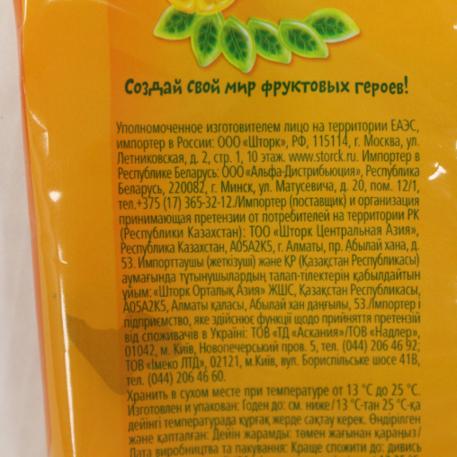 Создай свой мир фруктовых героев!
Уполномоченное изготовителем лицо на территории ЕАЭС,
импортер в России: ООО «Шторк», РФ, 115114, г. Москва, ул.
Летниковская, д. 2, стр. 1, 10 этаж. www.storck.ru. Импортер в
Республике Беларусь: ООО «Альфа-Дистрибьюция», Республика
Беларусь, 220082, г. Минск, ул. Матусевича, д. 20, пом. 12/1,
тел.+375 (17) 365-32-12.Импортер (поставщик) и организация
принимающая претензии от потребителей на территории РК
(Республики Казахстан): ТОО «Шторк Центральная Азия»,
Республика Казахстан, A05A2K5, г. Алматы, пр. Абылай хана, д.
53. Импорттаушы (жеткізуші) және ҚР (Қазақстан Республикасы)
аумағында тұтынушылардың талап-тілектерін қабылдайтын
ұйым: «Шторк Орталық Азия» ЖШС, Қазақстан Республикасы,
A05A2K5, Алматы қаласы, Абылай хан даңғылы, 53./Імпортер і
підприємство, яке здійснює функції щодо прийняття претензій
від споживачів в Україні: ТОВ «ТД «Аскания»/ТОВ «Надлер»,
01042, м. Київ, Новопечерський пров. 5, тел. (044) 206 46 92;
ТОВ «Імеко ЛТД», 02121, м.Київ, вул. Бориспільське шосе 41В,
тел. (044) 206 46 60.
Хранить в сухом месте при температуре от 13 °C до 25 °C.
Изготовлен и упакован: Годен до: см. ниже/13 °C-тан 25 °C-қа
дейінгі температурада құрғақ жерде сақтау керек. Өндірілген
және қапталған: Дейін жарамды: төмен жағынан қараңыз/
Дата виробництва та пакування: Краще спожити до: дивись